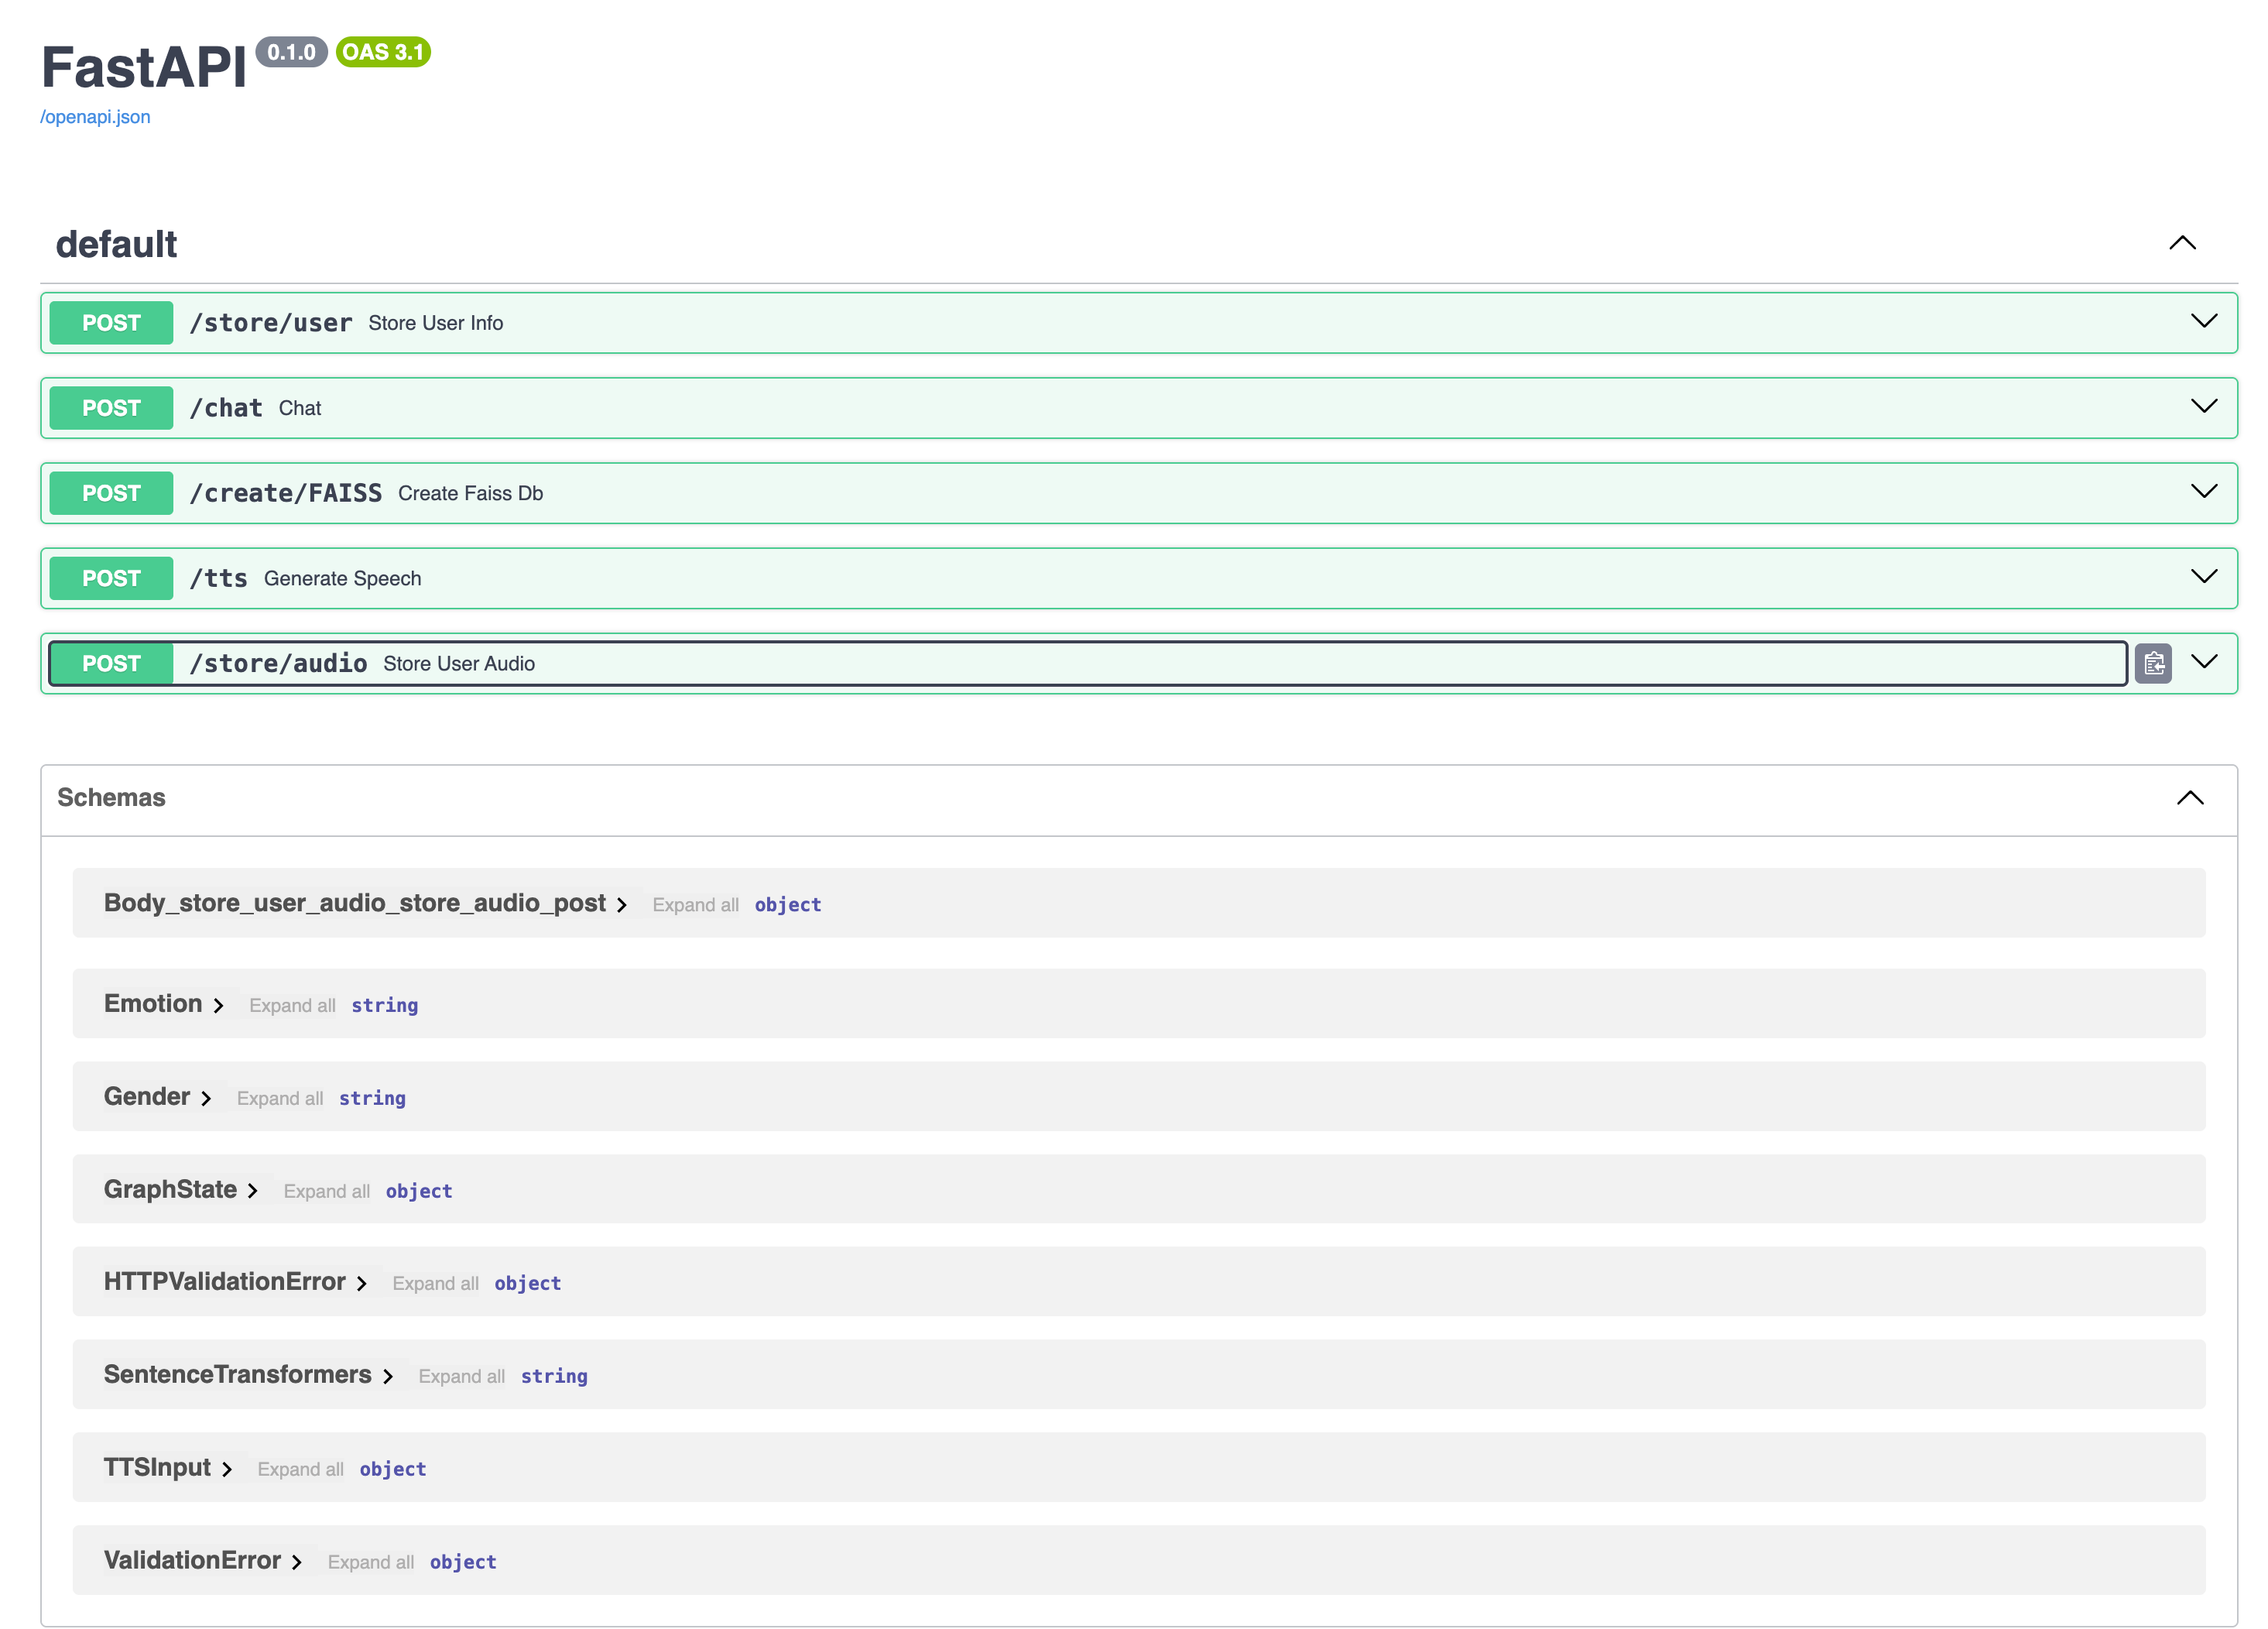 FastAPI 0.1.0 OAS 3.1
/openapi.json
default
POST /store/user Store User Info
POST /chat Chat
POST /create/FAISS Create Faiss Db
POST /tts Generate Speech
POST /store/audio Store User Audio
Schemas
Body_store_user_audio_store_audio_post Expand all object
Emotion Expand all string
Gender Expand all string
GraphState Expand all object
HTTPValidationError Expand all object
SentenceTransformers Expand all string
TTSInput Expand all object
ValidationError Expand all object